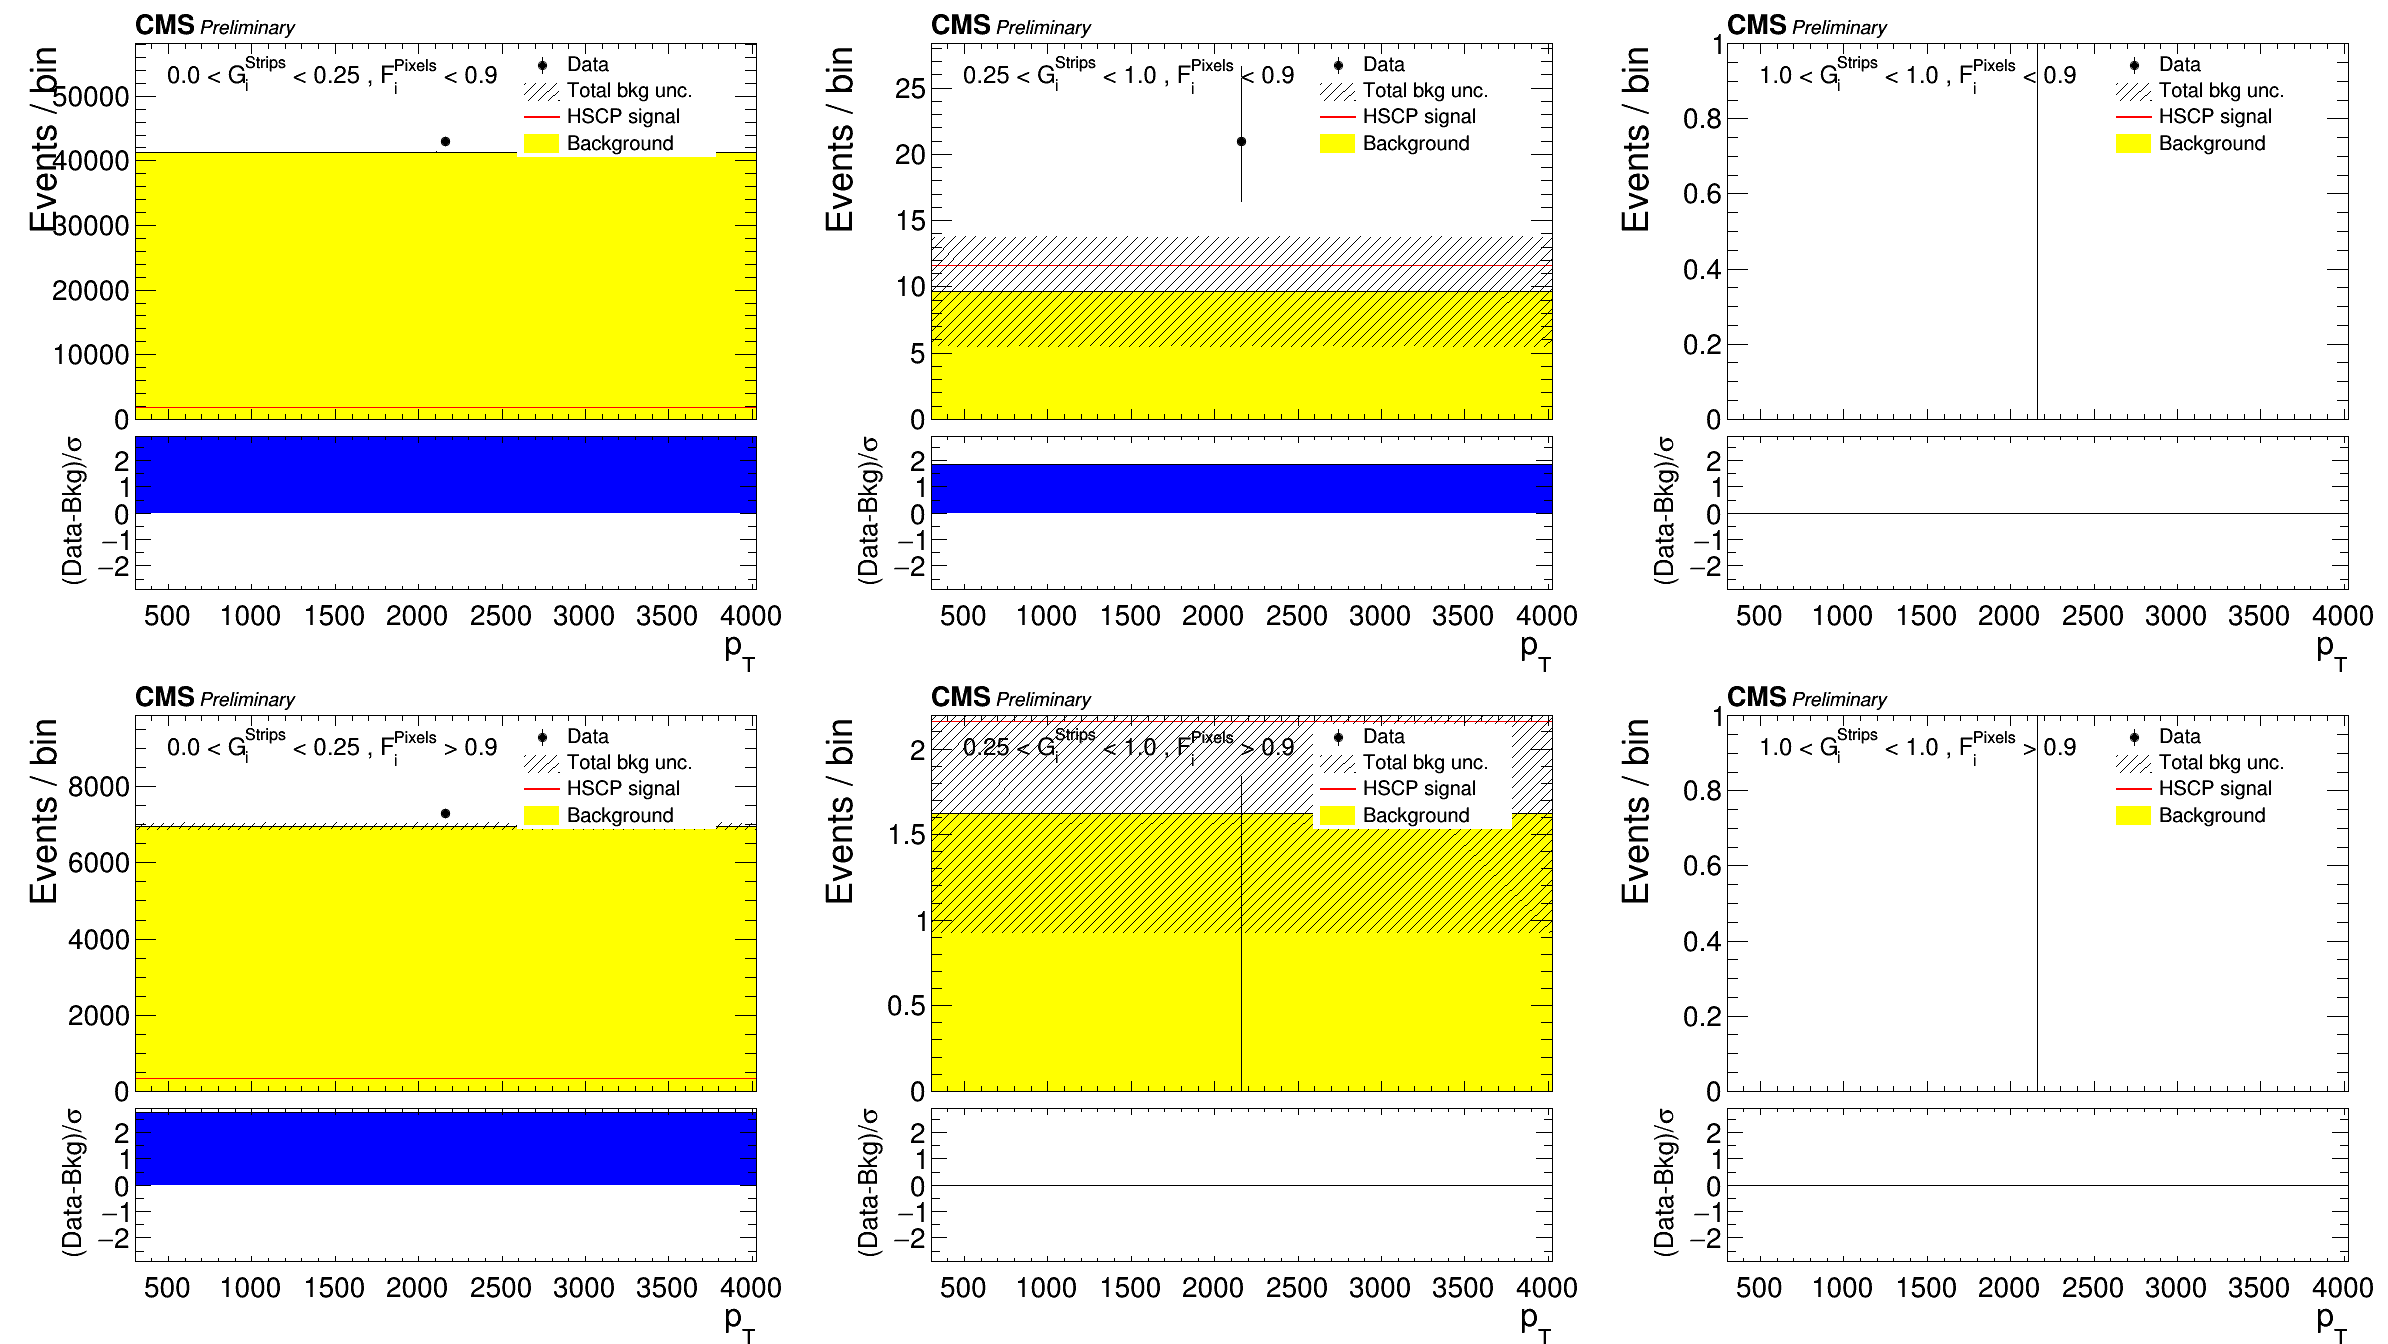 CMS Preliminary
0.0 < G_i^Strips < 0.25 , F_i^Pixels < 0.9
Data
Total bkg unc.
HSCP signal
Background
Events / bin
50000
40000
30000
20000
10000
0
(Data-Bkg)/σ
2
1
0
−1
−2
500 1000 1500 2000 2500 3000 3500 4000
p_T
CMS Preliminary
0.25 < G_i^Strips < 1.0 , F_i^Pixels < 0.9
Data
Total bkg unc.
HSCP signal
Background
Events / bin
25
20
15
10
5
0
(Data-Bkg)/σ
2
1
0
−1
−2
500 1000 1500 2000 2500 3000 3500 4000
p_T
CMS Preliminary
1.0 < G_i^Strips < 1.0 , F_i^Pixels < 0.9
Data
Total bkg unc.
HSCP signal
Background
Events / bin
1
0.8
0.6
0.4
0.2
0
(Data-Bkg)/σ
2
1
0
−1
−2
500 1000 1500 2000 2500 3000 3500 4000
p_T
CMS Preliminary
0.0 < G_i^Strips < 0.25 , F_i^Pixels > 0.9
Data
Total bkg unc.
HSCP signal
Background
Events / bin
8000
6000
4000
2000
0
(Data-Bkg)/σ
2
1
0
−1
−2
500 1000 1500 2000 2500 3000 3500 4000
p_T
CMS Preliminary
0.25 < G_i^Strips < 1.0 , F_i^Pixels > 0.9
Data
Total bkg unc.
HSCP signal
Background
Events / bin
2
1.5
1
0.5
0
(Data-Bkg)/σ
2
1
0
−1
−2
500 1000 1500 2000 2500 3000 3500 4000
p_T
CMS Preliminary
1.0 < G_i^Strips < 1.0 , F_i^Pixels > 0.9
Data
Total bkg unc.
HSCP signal
Background
Events / bin
1
0.8
0.6
0.4
0.2
0
(Data-Bkg)/σ
2
1
0
−1
−2
500 1000 1500 2000 2500 3000 3500 4000
p_T